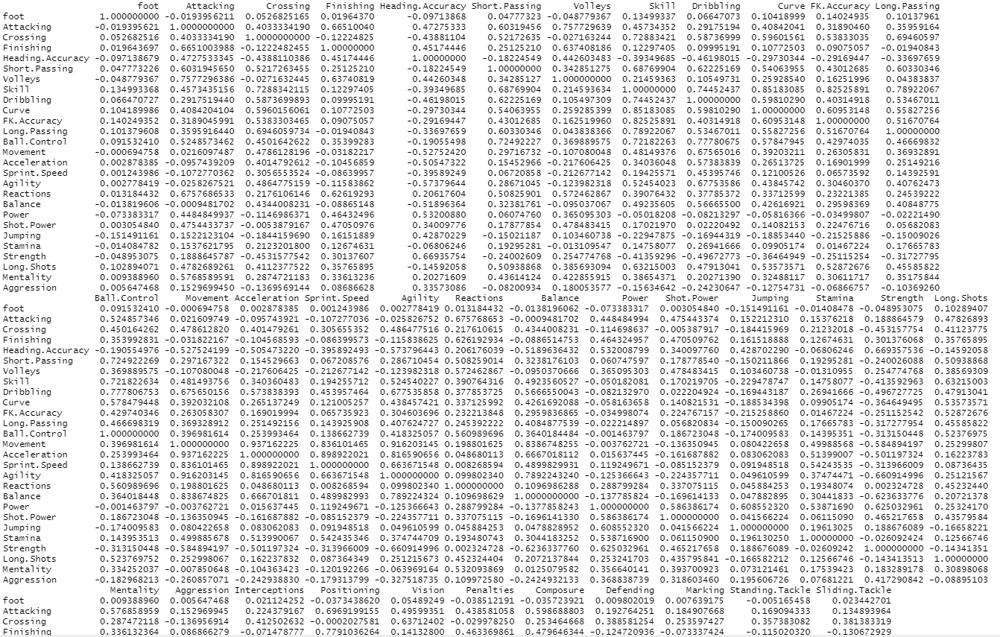 foot Attacking Crossing Finishing Heading.Accuracy Short.Passing Volleys Skill Dribbling Curve FK.Accuracy Long.Passing
foot 1.000000000 -0.0193956211 0.0526825165 0.01964370 -0.09713868 0.04777323 -0.048779367 0.13499337 0.06647073 0.10418999 0.14024935 0.10137961
Attacking -0.019395621 1.0000000000 0.4033334190 0.66510040 0.47275333 0.60319456 0.757729639 0.45734352 0.29175194 0.40842041 0.31890460 0.35959164
Crossing 0.052682516 0.4033334190 1.0000000000 -0.12224825 -0.43881104 0.52172635 -0.027163244 0.72883421 0.58736999 0.59601561 0.53833035 0.69460597
Finishing 0.019643697 0.6651003988 -0.1222482455 1.00000000 0.45174446 0.25125210 0.637408186 0.12297405 0.09995191 0.10772503 0.09075057 -0.01940843
Heading.Accuracy -0.097138679 0.4727533345 -0.4388110386 0.45174446 1.00000000 -0.18224549 0.442603483 -0.39349685 -0.46198015 -0.29730344 -0.29169447 -0.33697659
Short.Passing 0.047773226 0.6031945650 0.5217263455 0.25125210 -0.18224549 1.00000000 0.342851275 0.68769904 0.62225169 0.54063955 0.43012685 0.60330346
Volleys -0.048779367 0.7577296386 -0.0271632445 0.63740819 0.44260348 0.34285127 1.000000000 0.21459363 0.10549731 0.25928540 0.16251996 0.04383837
Skill 0.134993368 0.4573435156 0.7288342115 0.12297405 -0.39349685 0.68769904 0.214593634 1.00000000 0.74452437 0.85183085 0.82525891 0.78922067
Dribbling 0.066470727 0.2917519440 0.5873699893 0.09995191 -0.46198015 0.62225169 0.105497309 0.74452437 1.00000000 0.59810290 0.40314918 0.53467011
Curve 0.104189986 0.4084204104 0.5960156061 0.10772503 -0.29730344 0.54063955 0.259285399 0.85183085 0.59810290 1.00000000 0.60953148 0.55827256
FK.Accuracy 0.140249352 0.3189045991 0.5383303465 0.09075057 -0.29169447 0.43012685 0.162519960 0.82525891 0.40314918 0.60953148 1.00000000 0.51670764
Long.Passing 0.101379608 0.3595916440 0.6946059734 -0.01940843 -0.33697659 0.60330346 0.043838366 0.78922067 0.53467011 0.55827256 0.51670764 1.00000000
Ball.Control 0.091532410 0.5248573462 0.4501642622 0.35399283 -0.19055498 0.72492227 0.369889575 0.72182263 0.77780675 0.57847945 0.42974035 0.46669832
Movement -0.000694758 0.0216097487 0.4786128196 -0.03182217 -0.52752420 0.29716732 -0.107080048 0.48149376 0.67565016 0.39203211 0.26305831 0.36932891
Acceleration 0.002878385 -0.0957439209 0.4014792612 -0.10456859 -0.50547322 0.15452966 -0.217606425 0.34036048 0.57383839 0.26513725 0.16901999 0.25149216
Sprint.Speed 0.001243986 -0.1072770362 0.3056553524 -0.08639957 -0.39589249 0.06720858 -0.212677142 0.19425571 0.45395746 0.12100526 0.06573592 0.14392591
Agility 0.002778419 -0.0258267521 0.4864775159 -0.11583862 -0.57379644 0.28671045 -0.123982318 0.52454023 0.67753586 0.43845742 0.30460370 0.40762473
Reactions 0.013184432 0.6757686533 0.2176106146 0.62619293 0.20617604 0.50825901 0.572462867 0.39076432 0.37785372 0.33712599 0.23221385 0.24539222
Balance -0.013819606 -0.0009481702 0.4344008231 -0.08865148 -0.51896364 0.32381761 -0.095037067 0.49235605 0.56665500 0.42616921 0.29598369 0.40848775
Power -0.073383317 0.4484849937 -0.1146986371 0.46432496 0.53200880 0.06074760 0.365095303 -0.05018208 -0.08213297 -0.05816366 -0.03499807 -0.02221490
Shot.Power 0.003054840 0.4754433737 -0.0053879167 0.47050976 0.34009776 0.17877854 0.478483415 0.17021970 0.02220492 0.14082153 0.22476716 0.05682083
Jumping -0.151491161 0.1522123104 -0.1844159690 0.16151889 0.42870229 -0.15021187 0.103460738 -0.22947875 -0.16944319 -0.18853440 -0.21525886 -0.15009026
Stamina -0.014084782 0.1537621795 0.2123201800 0.12674631 -0.06806246 0.19295281 -0.013109547 0.14758077 0.26941666 0.09905174 0.01467224 0.17665783
Strength -0.048953075 0.1888645787 -0.4531577542 0.30137607 0.66935754 -0.24002609 0.254774768 -0.41359296 -0.49672773 -0.36464949 -0.25115254 -0.31727795
Long.Shots 0.102894071 0.4782689261 0.4112377522 0.35765895 -0.14592058 0.50938868 0.385693094 0.63215003 0.47913041 0.53573571 0.52872676 0.45585822
Mentality 0.009388960 0.5768589591 0.2874721183 0.33613236 0.20271609 0.43614124 0.422855915 0.38654371 0.20271390 0.32488117 0.30611717 0.35175844
Aggression 0.005647468 0.1529699450 -0.1369569144 0.08686628 0.33573086 -0.08200934 0.180053577 -0.15634642 -0.24230647 -0.12754731 -0.06866757 -0.10369260
Ball.Control Movement Acceleration Sprint.Speed Agility Reactions Balance Power Shot.Power Jumping Stamina Strength Long.Shots
foot 0.091532410 -0.000694758 0.002878385 0.001243986 0.002778419 0.013184432 -0.0138196062 -0.073383317 0.003054840 -0.151491161 -0.01408478 -0.048953075 0.10289407
Attacking 0.524857346 0.021609749 -0.095743921 -0.107277036 -0.025826752 0.675768653 -0.0009481702 0.448484994 0.475443374 0.152212310 0.15376218 0.188864579 0.47826893
Crossing 0.450164262 0.478612820 0.401479261 0.305655352 0.486477516 0.217610615 0.4344008231 -0.114698637 -0.005387917 -0.184415969 0.21232018 -0.453157754 0.41123775
Finishing 0.353992831 -0.031822167 -0.104568593 -0.086399573 -0.115838625 0.626192934 -0.0886514753 0.464324957 0.470509762 0.161518888 0.12674631 0.301376068 0.35765895
Heading.Accuracy -0.190554976 -0.527524199 -0.505473220 -0.395892493 -0.573796443 0.206176039 -0.5189636432 0.532008799 0.340097760 0.428702290 -0.06806246 0.669357536 -0.14592058
Short.Passing 0.724922269 0.297167322 0.154529663 0.067208576 0.286710454 0.508259014 0.3238176103 0.060747597 0.178778540 -0.150211866 0.19295281 -0.240026088 0.50938868
Volleys 0.369889575 -0.107080048 -0.217606425 -0.212677142 -0.123982318 0.572462867 -0.0950370666 0.365095303 0.478483415 0.103460738 -0.01310955 0.254774768 0.38569309
Skill 0.721822634 0.481493756 0.340360483 0.194255712 0.524540227 0.390764316 0.4923560527 -0.050182081 0.170219705 -0.229478747 0.14758077 -0.413592963 0.63215003
Dribbling 0.777806753 0.675650156 0.573838393 0.453957464 0.677535858 0.377853725 0.5666550043 -0.082132970 0.022204924 -0.169443187 0.26941666 -0.496727725 0.47913041
Curve 0.578479448 0.392032108 0.265137249 0.121005257 0.438457421 0.337125992 0.4261692088 -0.058163658 0.140821531 -0.188534398 0.09905174 -0.364649495 0.53573571
FK.Accuracy 0.429740346 0.263058307 0.169019994 0.065735923 0.304603696 0.232213848 0.2959836865 -0.034998074 0.224767157 -0.215258860 0.01467224 -0.251152542 0.52872676
Long.Passing 0.466698319 0.369328912 0.251492156 0.143925908 0.407624727 0.245392222 0.4084877539 -0.022214897 0.056820834 -0.150090265 0.17665783 -0.317277954 0.45585822
Ball.Control 1.000000000 0.396981614 0.253993464 0.138662739 0.418325057 0.560989696 0.3640184484 -0.001463797 0.186723048 -0.174009583 0.14395351 -0.313150448 0.52376975
Movement 0.396981614 1.000000000 0.937162225 0.836101465 0.916203145 0.198801625 0.8386748255 -0.003762721 -0.136350945 0.080422658 0.49988568 -0.584894197 0.25299807
Acceleration 0.253993464 0.937162225 1.000000000 0.898922021 0.816590656 0.048680113 0.6667018112 0.015637445 -0.161687882 0.083062083 0.51399007 -0.501197324 0.16223783
Sprint.Speed 0.138662739 0.836101465 0.898922021 1.000000000 0.663671548 0.008268594 0.4899829931 0.119249671 -0.085152379 0.091948518 0.54243535 -0.313966009 0.08736435
Agility 0.418325057 0.916203145 0.816590656 0.663671548 1.000000000 0.099802340 0.7892243240 -0.125366643 -0.224357711 0.049610599 0.37474471 -0.660914996 0.25121567
Reactions 0.560989696 0.198801625 0.048680113 0.008268594 0.099802340 1.000000000 0.1096986288 0.288799284 0.337075115 0.045884253 0.19348074 0.002324728 0.45232440
Balance 0.364018448 0.838674825 0.666701811 0.489982993 0.789224324 0.109698629 1.0000000000 -0.137785824 -0.169614133 0.047882895 0.30441833 -0.623633776 0.20721378
Power -0.001463797 -0.003762721 0.015637445 0.119249671 -0.125366643 0.288799284 -0.1377858243 1.000000000 0.586386174 0.608552320 0.53871690 0.625032961 0.25324170
Shot.Power 0.186723048 -0.136350945 -0.161687882 -0.085152379 -0.224357711 0.337075115 -0.1696141330 0.586386174 1.000000000 0.041566224 0.06115090 0.465217658 0.43579584
Jumping -0.174009583 0.080422658 0.083062083 0.091948518 0.049610599 0.045884253 0.0478828952 0.608552320 0.041566224 1.000000000 0.19613025 0.188676089 -0.16658221
Stamina 0.143953513 0.499885678 0.513990067 0.542435346 0.374744709 0.193480743 0.3044183252 0.538716900 0.061150900 0.196130250 1.00000000 -0.026092424 0.12566746
Strength -0.313150448 -0.584894197 -0.501197324 -0.313966009 -0.660914996 0.002324728 -0.6236337760 0.625032961 0.465217658 0.188676089 -0.02609242 1.000000000 -0.14341351
Long.Shots 0.523769752 0.252998067 0.162237832 0.087364349 0.251215673 0.452324404 0.2072137844 0.253241703 0.435795841 -0.166582212 0.12566746 -0.143413513 1.00000000
Mentality 0.334252037 -0.007850648 -0.104363423 -0.120192266 -0.063969164 0.532093869 0.0125079582 0.356640141 0.393700923 0.073121461 0.17539423 0.183279178 0.30898068
Aggression -0.182968213 -0.260857071 -0.242938830 -0.179313799 -0.327518735 0.109972580 -0.2424932133 0.368838739 0.318603460 0.195606726 0.07681221 0.417290842 -0.08895103
Mentality Aggression Interceptions Positioning Vision Penalties Composure Defending Marking Standing.Tackle Sliding.Tackle
foot 0.009388960 0.005647468 0.021124252 -0.0373438620 0.05489249 -0.038512191 -0.035723921 0.009802019 0.007639175 -0.005165458 0.023442701
Attacking 0.576858959 0.152969945 0.224379167 0.6969199155 0.49599351 0.438581058 0.598688803 0.192764251 0.184907668 0.169094333 0.134893964
Crossing 0.287472118 -0.136956914 0.412502632 -0.0002027581 0.63712402 -0.029978250 0.253464668 0.388581254 0.253597427 0.357383082 0.381383319
Finishing 0.336132364 0.086866279 -0.071478777 0.7791036264 0.14132800 0.463369861 0.479646344 -0.124720936 -0.073337424 -0.115020320 -0.130672929